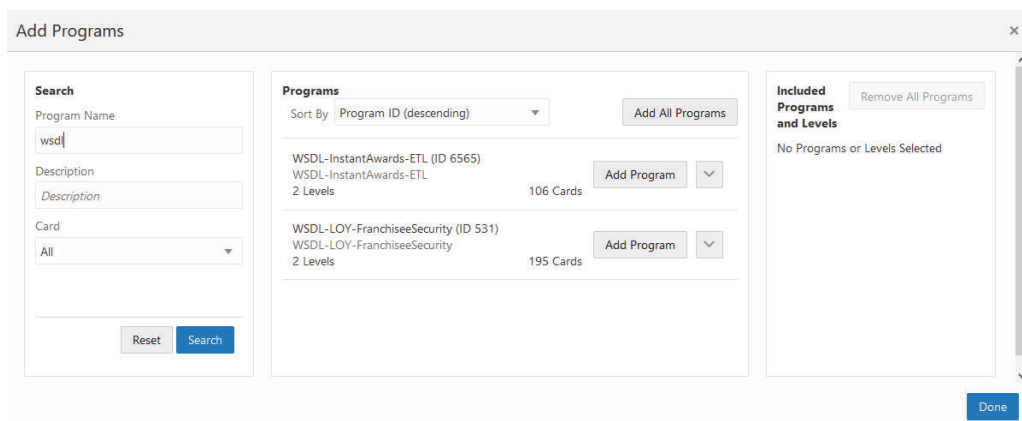 Add Programs
×
Search
Program Name
wsdl
Description
Description
Card
All
Reset
Search
Programs
Sort By Program ID (descending)
Add All Programs
WSDL-InstantAwards-ETL (ID 6565)
WSDL-InstantAwards-ETL
2 Levels
106 Cards
Add Program
WSDL-LOY-FranchiseeSecurity (ID 531)
WSDL-LOY-FranchiseeSecurity
2 Levels
195 Cards
Add Program
Included
Programs
and Levels
Remove All Programs
No Programs or Levels Selected
Done